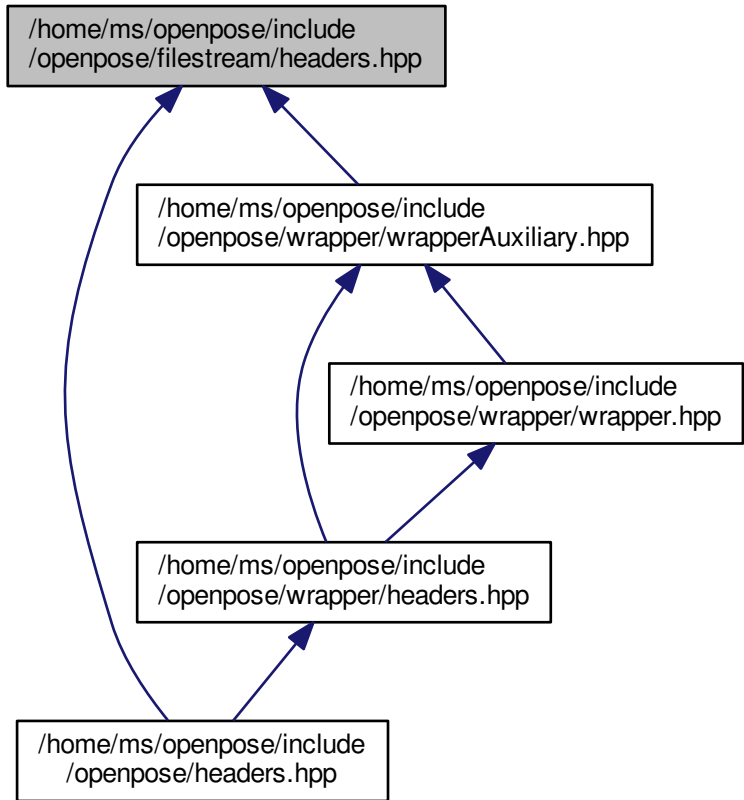 /home/ms/openpose/include
/openpose/filestream/headers.hpp
/home/ms/openpose/include
/openpose/wrapper/wrapperAuxiliary.hpp
/home/ms/openpose/include
/openpose/wrapper/wrapper.hpp
/home/ms/openpose/include
/openpose/wrapper/headers.hpp
/home/ms/openpose/include
/openpose/headers.hpp